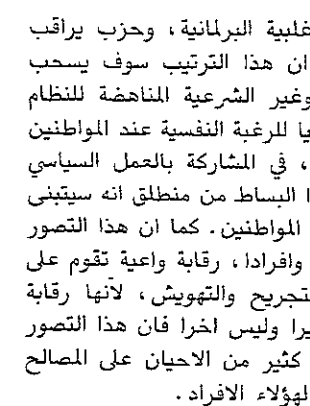 غلبية البرلمانية، وحزب يراقب
ان هذا الترتيب سوف يسحب
وغير الشرعية المناهضة للنظام
يا للرغبة النفسية عند المواطنين
، في المشاركة بالعمل السياسي
ا البساط من منطلق انه سيتبنى
المواطنين. كما ان هذا التصور
وافرادا، رقابة واعية تقوم على
تجريح والتهويش، لأنها رقابة
يرا وليس اخرا فان هذا التصور
كثير من الاحيان على المصالح
لهؤلاء الافراد.